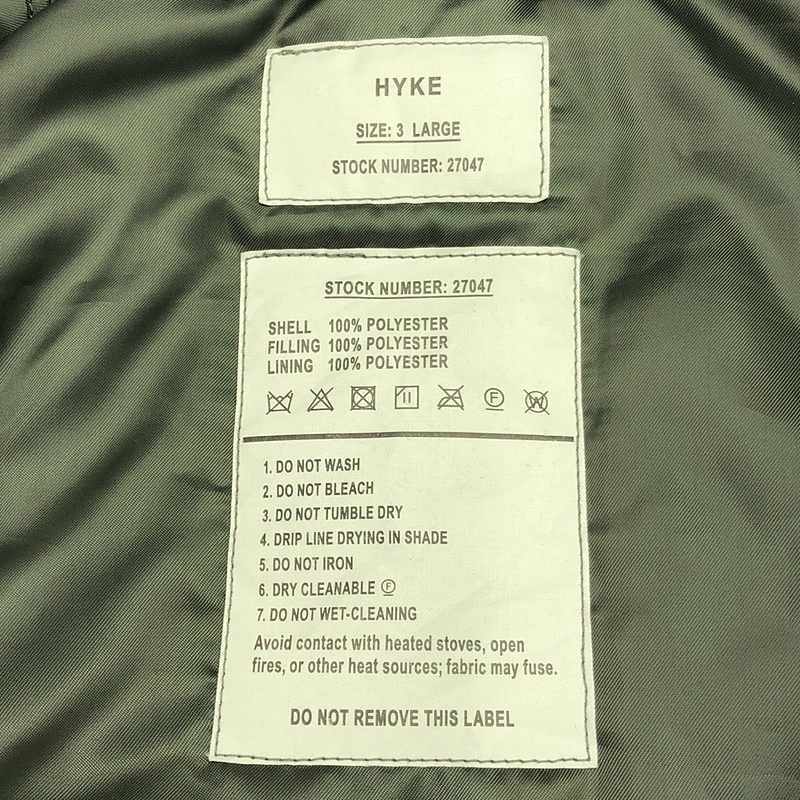 HYKE
SIZE: 3 LARGE
STOCK NUMBER: 27047
STOCK NUMBER: 27047
SHELL 100% POLYESTER
FILLING 100% POLYESTER
LINING 100% POLYESTER
F W
1. DO NOT WASH
2. DO NOT BLEACH
3. DO NOT TUMBLE DRY
4. DRIP LINE DRYING IN SHADE
5. DO NOT IRON
6. DRY CLEANABLE Ⓕ
7. DO NOT WET-CLEANING
Avoid contact with heated stoves, open
fires, or other heat sources; fabric may fuse.
DO NOT REMOVE THIS LABEL